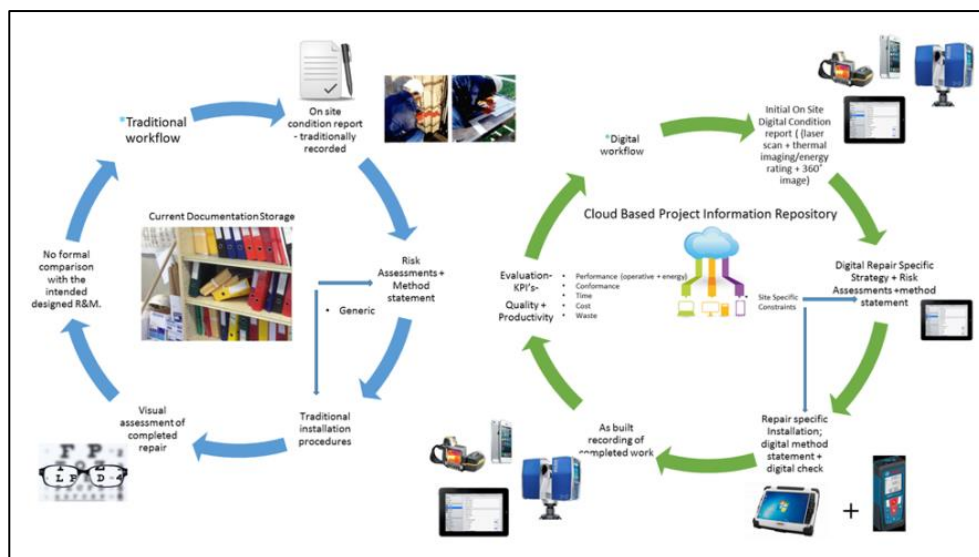 *Traditional
workflow
On site
condition report
- traditionally
recorded
Current Documentation Storage
Risk
Assessments +
Method
statement
• Generic
Traditional
installation
procedures
Visual
assessment of
completed
repair
No formal
comparison with
the intended
designed R&M.
*Digital
workflow
Initial On Site
Digital Condition
report ( (laser
scan + thermal
imaging/energy
rating + 360° 
image)
Cloud Based Project Information Repository
Digital Repair Specific
Strategy + Risk
Assessments +method
statement
• Site Specific
Constraints
Repair specific
Installation;
digital method
statement +
digital check
+
As built
recording of
completed work
Evaluation-
KPI's-
Quality +
Productivity
• Performance (operative + energy)
• Conformance
• Time
• Cost
• Waste